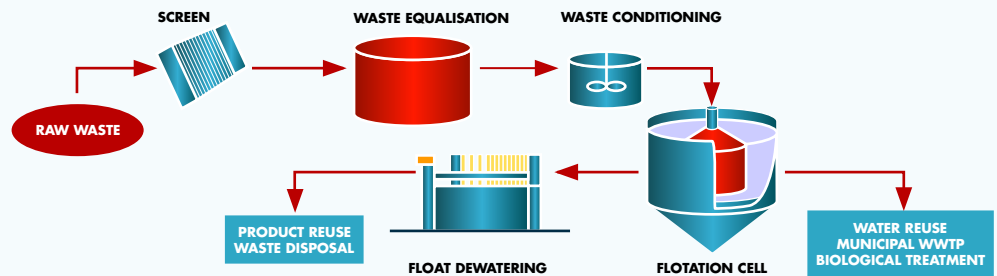 SCREEN
WASTE EQUALISATION
WASTE CONDITIONING
RAW WASTE
PRODUCT REUSE
WASTE DISPOSAL
FLOAT DEWATERING
FLOTATION CELL
WATER REUSE
MUNICIPAL WWTP
BIOLOGICAL TREATMENT